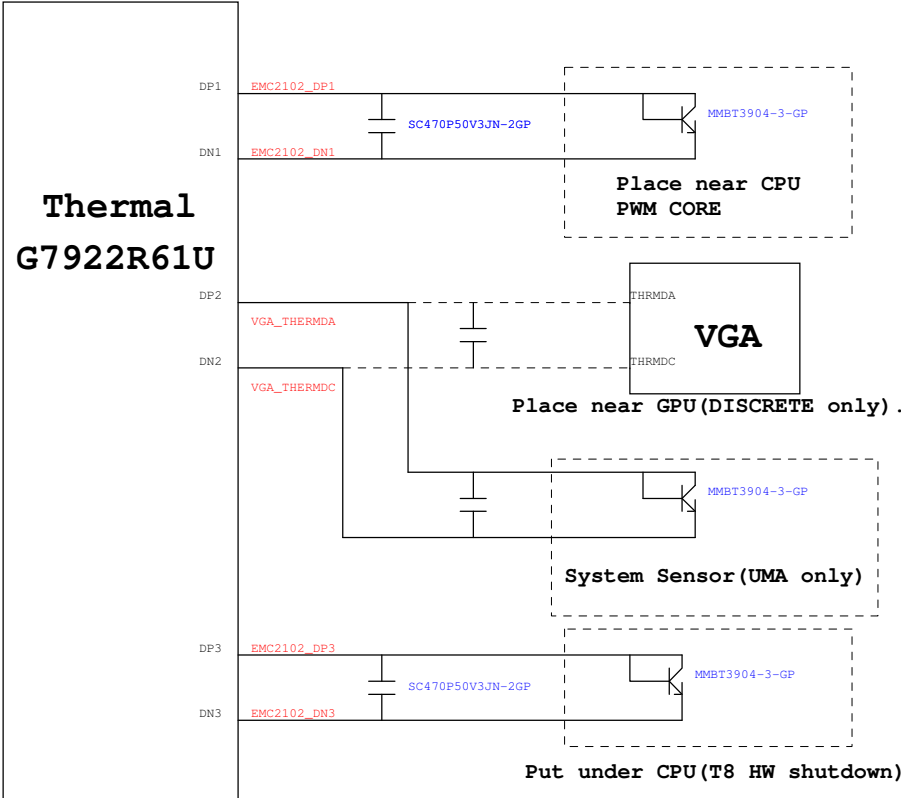 DP1 EMC2102_DP1
MMBT3904-3-GP
SC470P50V3JN-2GP
DN1 EMC2102_DN1
Place near CPU
PWM CORE
Thermal
G7922R61U
DP2
THRMDA
VGA_THERMDA
VGA
DN2
THRMDC
VGA_THERMDC
Place near GPU(DISCRETE only).
MMBT3904-3-GP
System Sensor(UMA only)
DP3 EMC2102_DP3
MMBT3904-3-GP
SC470P50V3JN-2GP
DN3 EMC2102_DN3
Put under CPU(T8 HW shutdown)